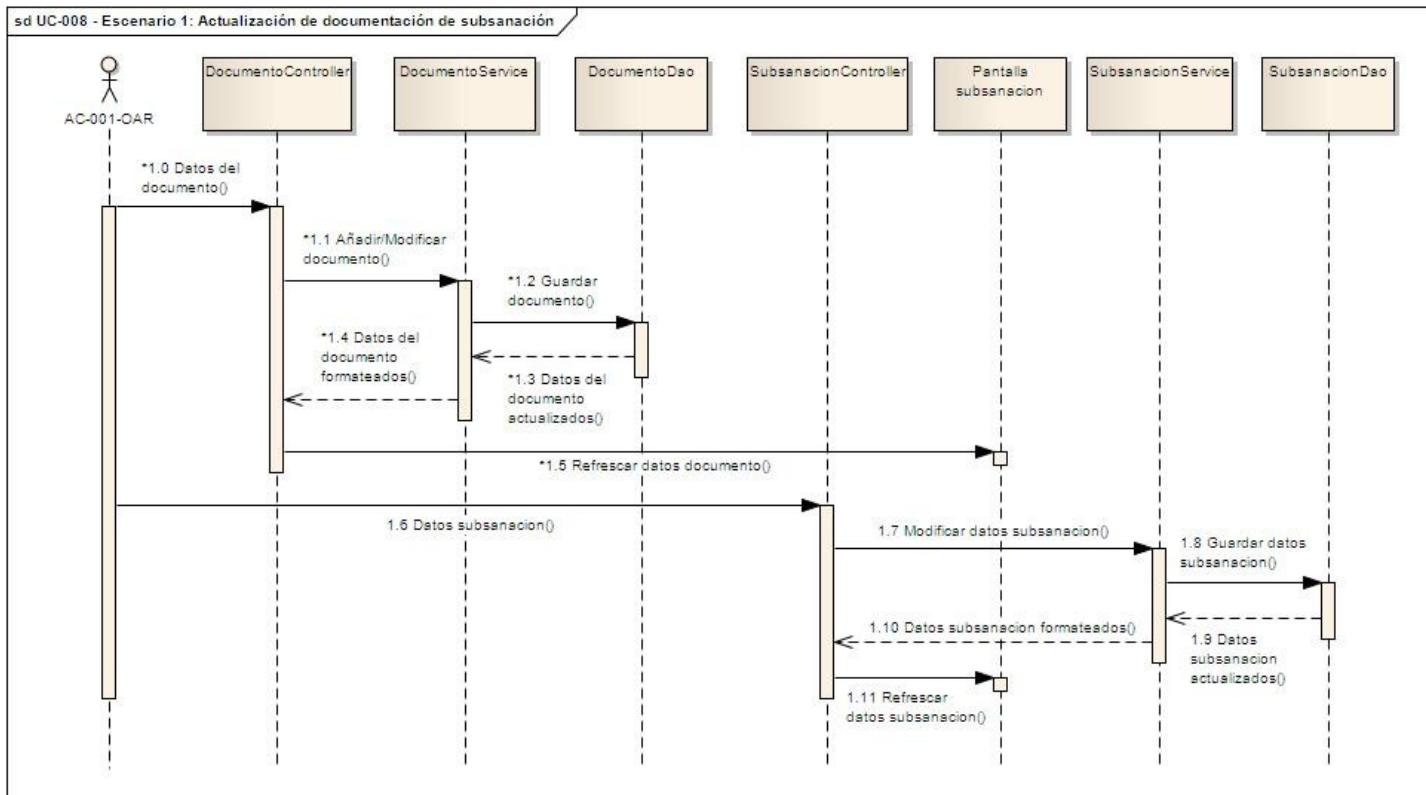 sd UC-008 - Escenario 1: Actualización de documentación de subsanación
AC-001-OAR
DocumentoController
DocumentoService
DocumentoDao
SubsanacionController
Pantalla
subsanacion
SubsanacionService
SubsanacionDao
*1.0 Datos del
documento()
*1.1 Añadir/Modificar
documento()
*1.2 Guardar
documento()
*1.4 Datos del
documento
formateados()
*1.3 Datos del
documento
actualizados()
*1.5 Refrescar datos documento()
1.6 Datos subsanacion()
1.7 Modificar datos subsanacion()
1.8 Guardar datos
subsanacion()
1.10 Datos subsanacion formateados()
1.9 Datos
subsanacion
actualizados()
1.11 Refrescar
datos subsanacion()